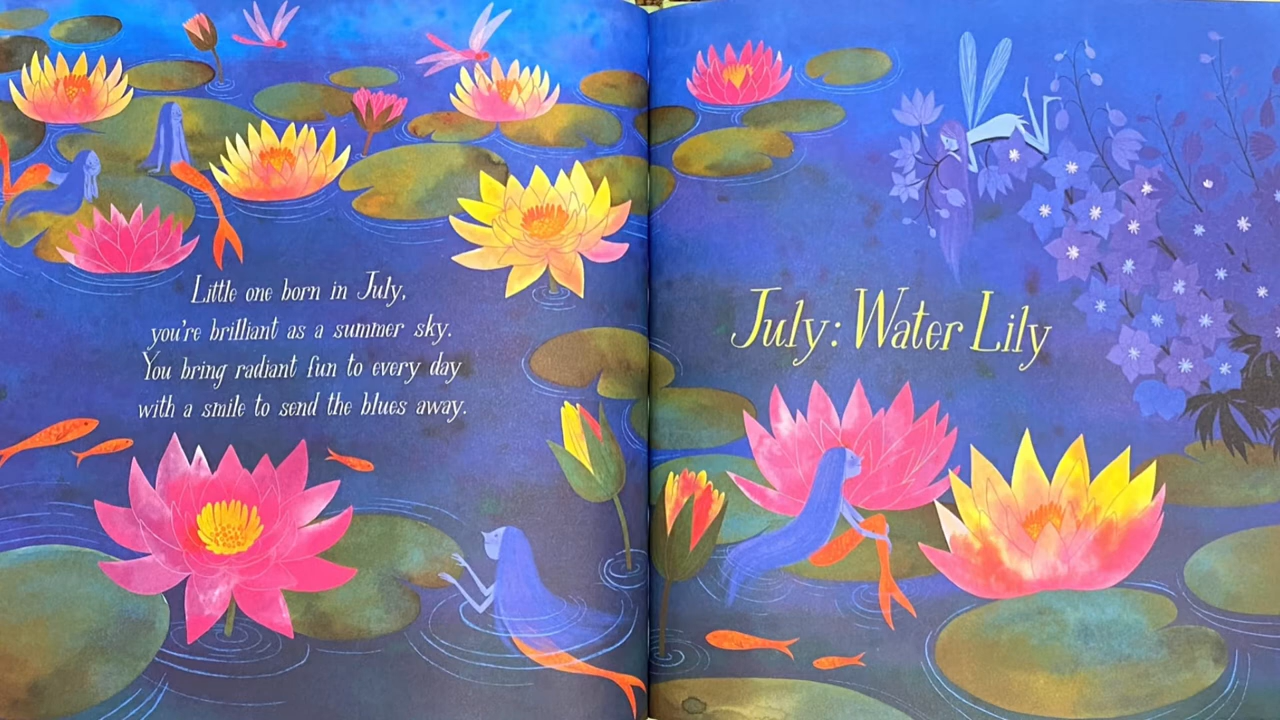 Little one born in July,
you're brilliant as a summer sky.
You bring radiant fun to every day
with a smile to send the blues away.
July: Water Lily